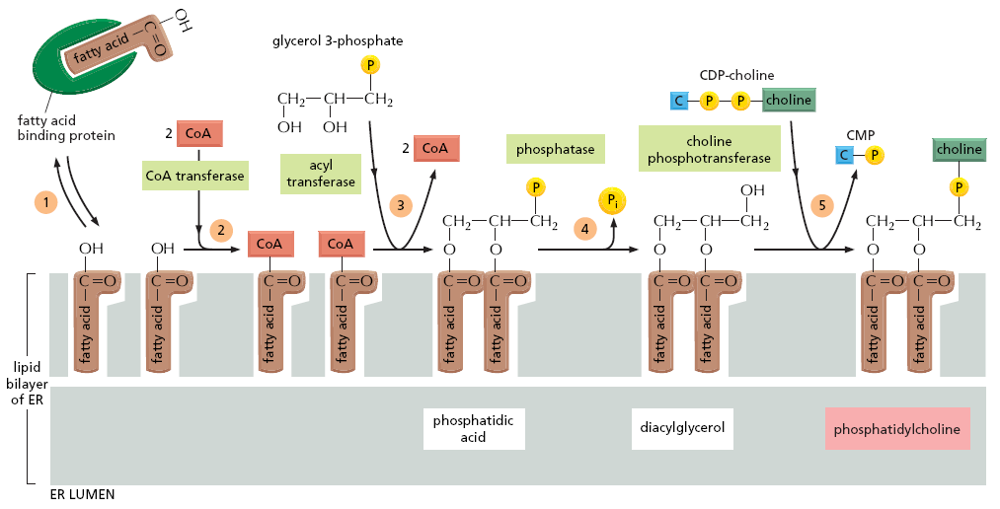 fatty acid
C
O
OH
fatty acid
binding protein
1
OH
C=O
fatty acid
2 CoA
CoA transferase
2
OH
C=O
fatty acid
CoA
C=O
fatty acid
glycerol 3-phosphate
P
CH2—CH—CH2
OH OH
acyl
transferase
3
2 CoA
CoA
C=O
fatty acid
phosphatase
P
CH2—CH—CH2
O O
C=O C=O
fatty acid
fatty acid
phosphatidic
acid
4
Pi
OH
CH2—CH—CH2
O O
C=O C=O
fatty acid
fatty acid
diacylglycerol
choline
phosphotransferase
CDP-choline
C P P choline
5
CMP
C P
choline
P
CH2—CH—CH2
O O
C=O C=O
fatty acid
fatty acid
phosphatidylcholine
lipid
bilayer
of ER
ER LUMEN